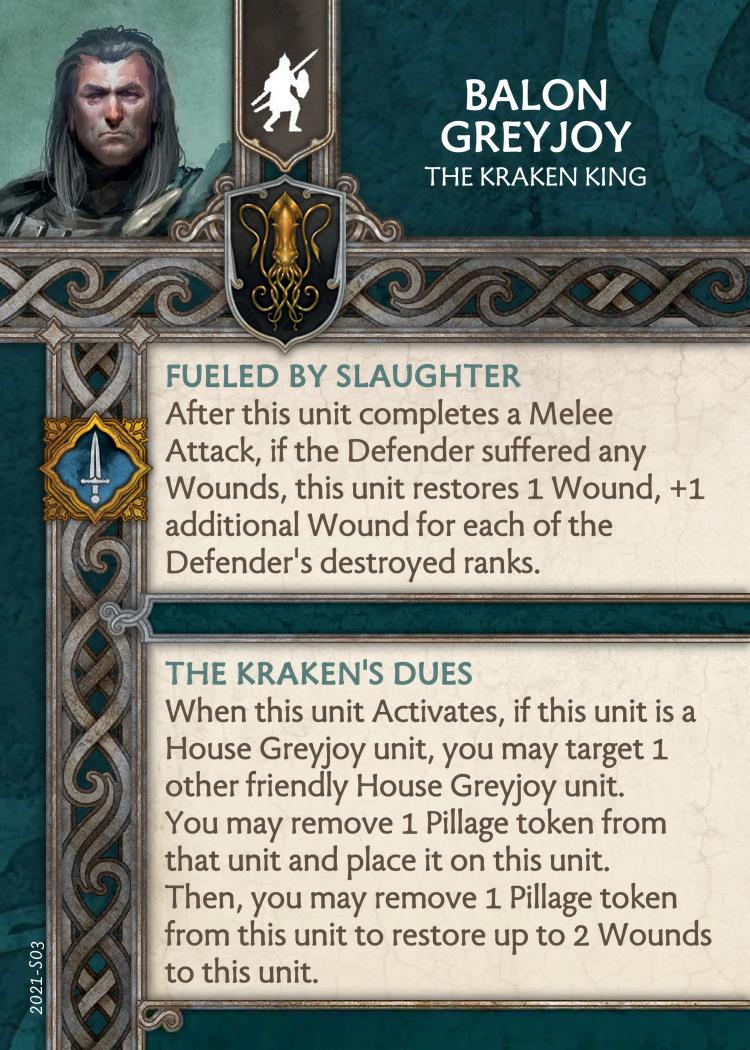 BALON
GREYJOY
THE KRAKEN KING
FUELED BY SLAUGHTER
After this unit completes a Melee
Attack, if the Defender suffered any
Wounds, this unit restores 1 Wound, +1
additional Wound for each of the
Defender's destroyed ranks.
THE KRAKEN'S DUES
When this unit Activates, if this unit is a
House Greyjoy unit, you may target 1
other friendly House Greyjoy unit.
You may remove 1 Pillage token from
that unit and place it on this unit.
Then, you may remove 1 Pillage token
from this unit to restore up to 2 Wounds
to this unit.
2021-S03